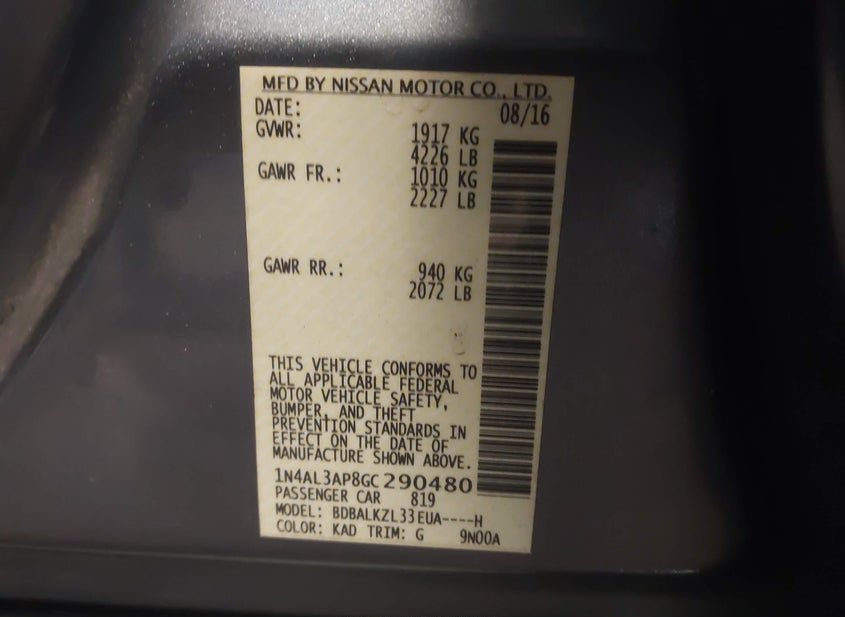 MFD BY NISSAN MOTOR CO., LTD.
DATE: 08/16
GVWR: 1917 KG
4226 LB
GAWR FR.: 1010 KG
2227 LB
GAWR RR.: 940 KG
2072 LB
THIS VEHICLE CONFORMS TO
ALL APPLICABLE FEDERAL
MOTOR VEHICLE SAFETY,
BUMPER, AND THEFT
PREVENTION STANDARDS IN
EFFECT ON THE DATE OF
MANUFACTURE SHOWN ABOVE.
1N4AL3AP8GC290480
PASSENGER CAR 819
MODEL: BDBALKZL33EUA----H
COLOR: KAD TRIM: G 9N00A